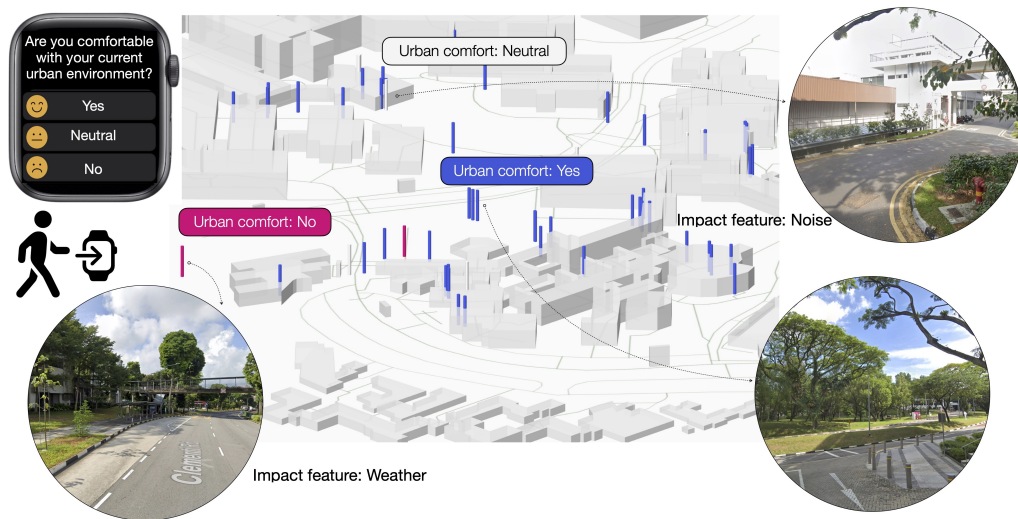 Are you comfortable
with your current
urban environment?
Yes
Neutral
No
Urban comfort: Neutral
Urban comfort: Yes
Urban comfort: No
Impact feature: Noise
Impact feature: Weather